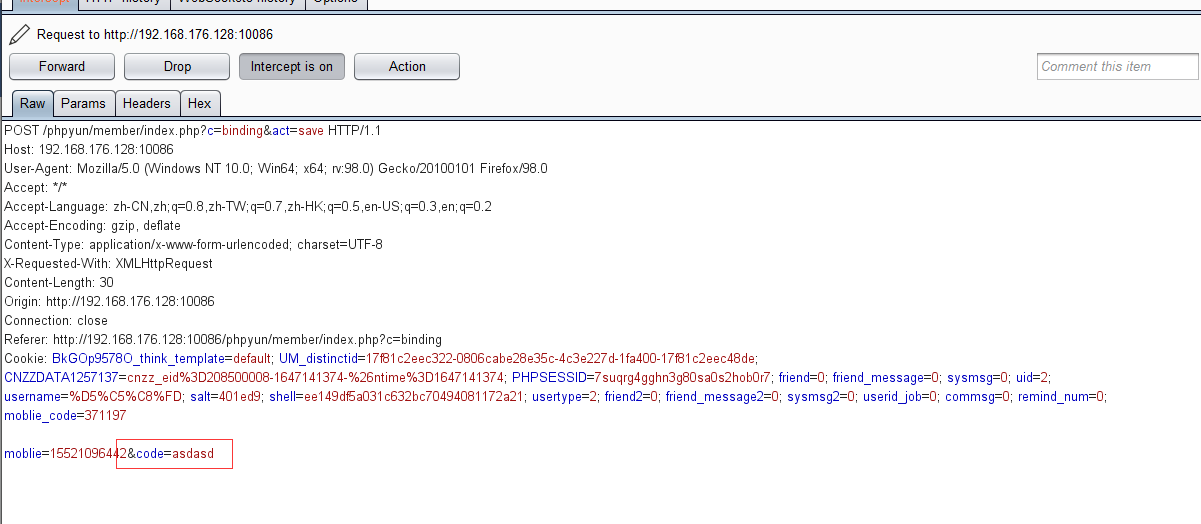 Intercept HTTP history WebSockets history Options
Request to http://192.168.176.128:10086
Forward Drop Intercept is on Action Comment this item
Raw Params Headers Hex
POST /phpyun/member/index.php?c=binding&act=save HTTP/1.1
Host: 192.168.176.128:10086
User-Agent: Mozilla/5.0 (Windows NT 10.0; Win64; x64; rv:98.0) Gecko/20100101 Firefox/98.0
Accept: */*
Accept-Language: zh-CN,zh;q=0.8,zh-TW;q=0.7,zh-HK;q=0.5,en-US;q=0.3,en;q=0.2
Accept-Encoding: gzip, deflate
Content-Type: application/x-www-form-urlencoded; charset=UTF-8
X-Requested-With: XMLHttpRequest
Content-Length: 30
Origin: http://192.168.176.128:10086
Connection: close
Referer: http://192.168.176.128:10086/phpyun/member/index.php?c=binding
Cookie: BkGOp9578O_think_template=default; UM_distinctid=17f81c2eec322-0806cabe28e35c-4c3e227d-1fa400-17f81c2eec48de;
CNZZDATA1257137=cnzz_eid%3D208500008-1647141374-%26ntime%3D1647141374; PHPSESSID=7suqrg4gghn3g80sa0s2hob0r7; friend=0; friend_message=0; sysmsg=0; uid=2;
username=%D5%C5%C8%FD; salt=401ed9; shell=ee149df5a031c632bc70494081172a21; usertype=2; friend2=0; friend_message2=0; sysmsg2=0; userid_job=0; commsg=0; remind_num=0;
moblie_code=371197
moblie=15521096442&code=asdasd